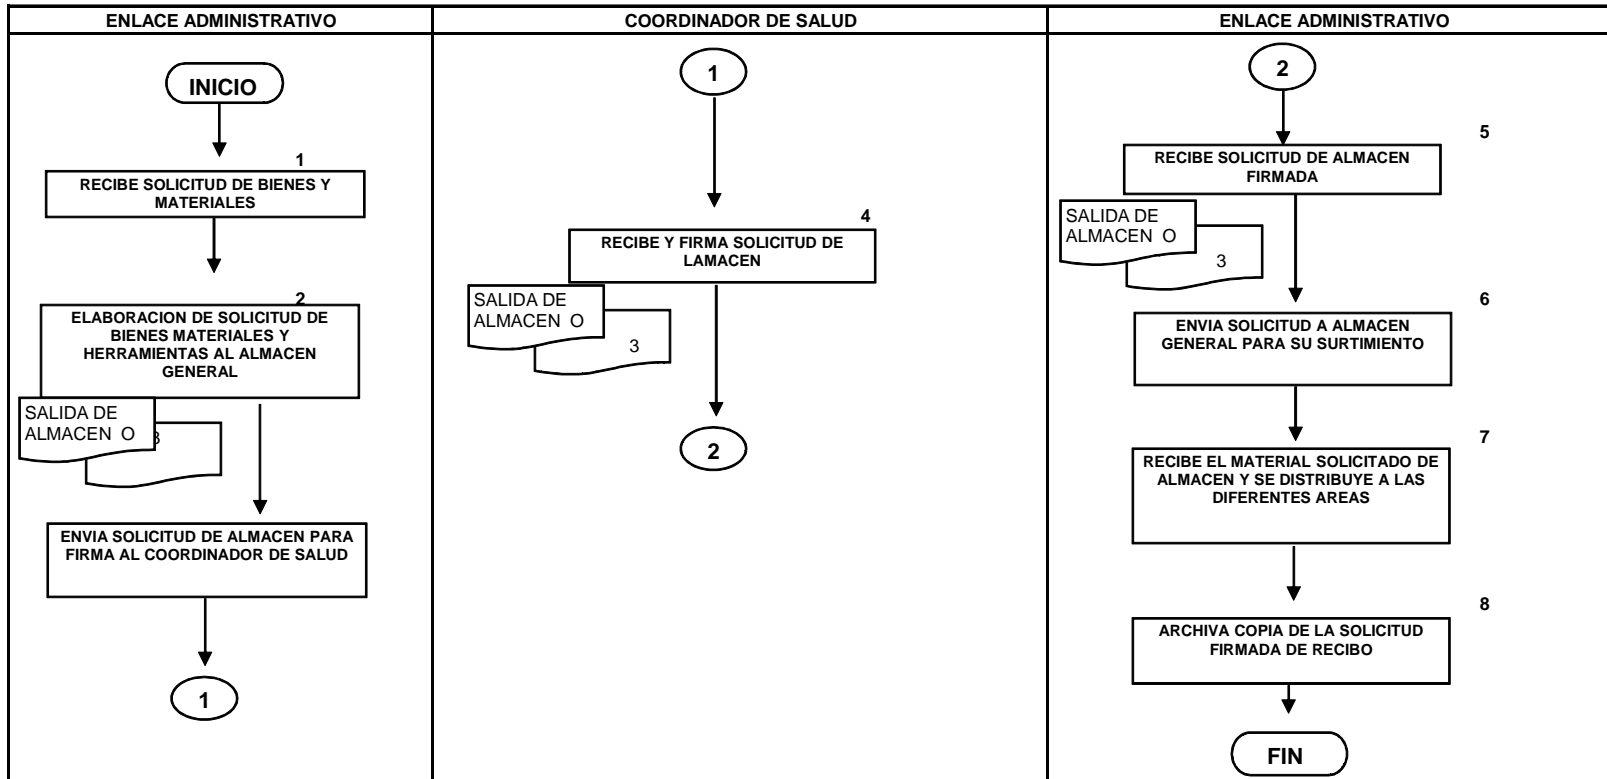 ENLACE ADMINISTRATIVO
INICIO
1
RECIBE SOLICITUD DE BIENES Y
MATERIALES
2
ELABORACION DE SOLICITUD DE
BIENES MATERIALES Y
HERRAMIENTAS AL ALMACEN
GENERAL
SALIDA DE
ALMACEN O
3
ENVIA SOLICITUD DE ALMACEN PARA
FIRMA AL COORDINADOR DE SALUD
1
COORDINADOR DE SALUD
1
4
RECIBE Y FIRMA SOLICITUD DE
LAMACEN
SALIDA DE
ALMACEN O
3
2
ENLACE ADMINISTRATIVO
2
5
RECIBE SOLICITUD DE ALMACEN
FIRMADA
SALIDA DE
ALMACEN O
3
6
ENVIA SOLICITUD A ALMACEN
GENERAL PARA SU SURTIMIENTO
7
RECIBE EL MATERIAL SOLICITADO DE
ALMACEN Y SE DISTRIBUYE A LAS
DIFERENTES AREAS
8
ARCHIVA COPIA DE LA SOLICITUD
FIRMADA DE RECIBO
FIN